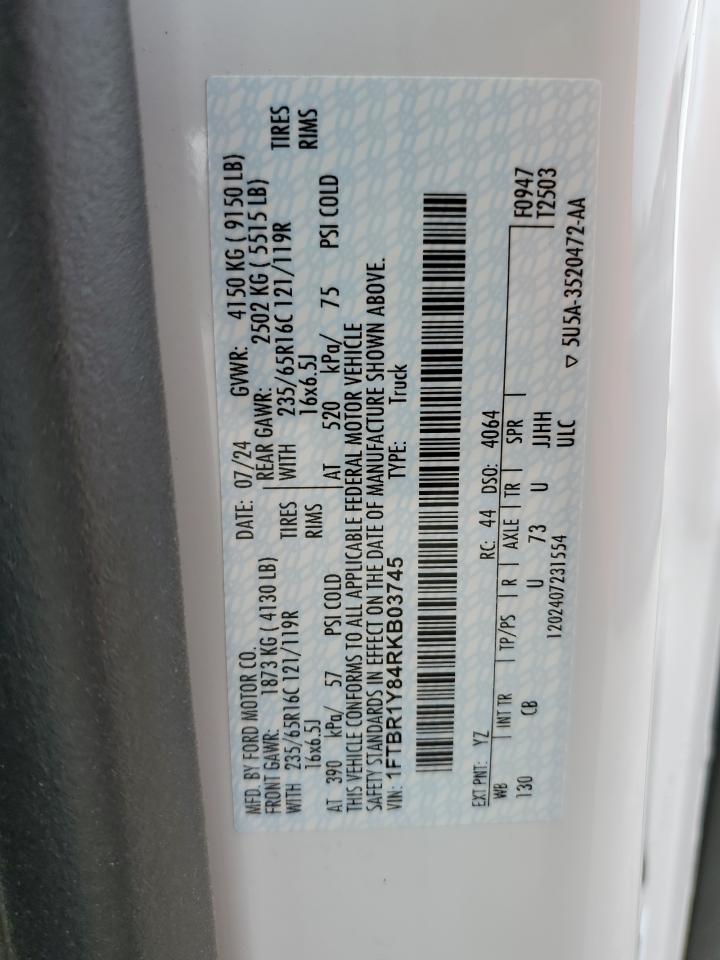 MFD. BY FORD MOTOR CO. DATE: 07/24 GVWR: 4150 KG ( 9150 LB)
FRONT GAWR: 1873 KG ( 4130 LB) REAR GAWR: 2502 KG ( 5515 LB)
WITH 235/65R16C 121/119R TIRES WITH 235/65R16C 121/119R TIRES
16x6.5J RIMS 16x6.5J RIMS
AT 390 kPa/ 57 PSI COLD AT 520 kPa/ 75 PSI COLD
THIS VEHICLE CONFORMS TO ALL APPLICABLE FEDERAL MOTOR VEHICLE
SAFETY STANDARDS IN EFFECT ON THE DATE OF MANUFACTURE SHOWN ABOVE.
VIN: 1FTBR1Y84RKB03745 TYPE: Truck
EXT PNT: YZ RC: 44 DSO: 4064
WB INT TR TP/PS R AXLE TR SPR F0947
130 CB U 73 U JJHH T2503
1202407231554 ULC
▽ 5U5A-3520472-AA